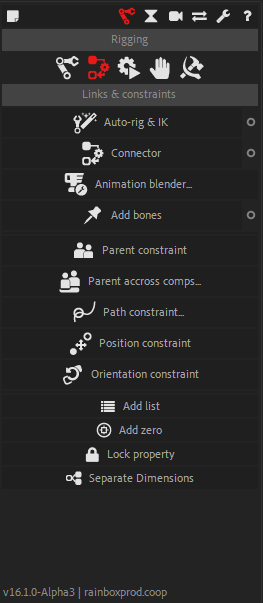 ?
Rigging
Links & constraints
Auto-rig & IK
Connector
Animation blender...
Add bones
Parent constraint
Parent accross comps...
Path constraint...
Position constraint
Orientation constraint
Add list
Add zero
Lock property
Separate Dimensions
v16.1.0-Alpha3 | rainboxprod.coop